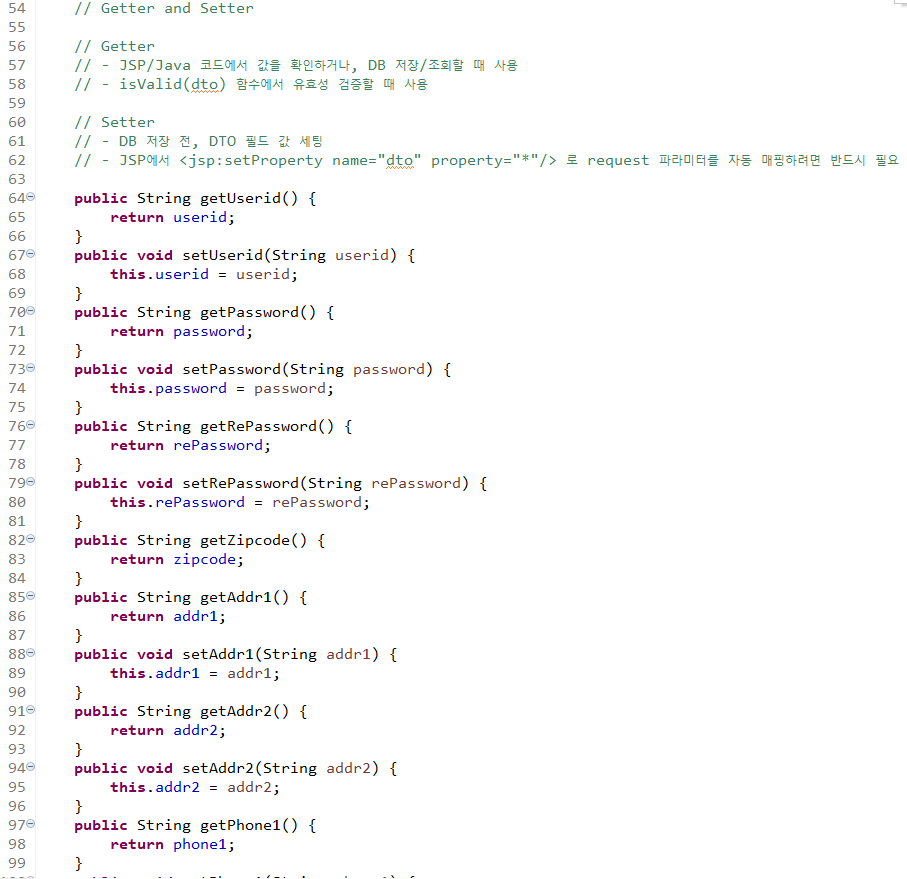 54 // Getter and Setter
55
56 // Getter
57 // - JSP/Java 코드에서 값을 확인하거나, DB 저장/조회할 때 사용
58 // - isValid(dto) 함수에서 유효성 검증할 때 사용
59
60 // Setter
61 // - DB 저장 전, DTO 필드 값 세팅
62 // - JSP에서 <jsp:setProperty name="dto" property="*"/> 로 request 파라미터를 자동 매핑하려면 반드시 필요
63
64 public String getUserid() {
65 return userid;
66 }
67 public void setUserid(String userid) {
68 this.userid = userid;
69 }
70 public String getPassword() {
71 return password;
72 }
73 public void setPassword(String password) {
74 this.password = password;
75 }
76 public String getRePassword() {
77 return rePassword;
78 }
79 public void setRePassword(String rePassword) {
80 this.rePassword = rePassword;
81 }
82 public String getZipcode() {
83 return zipcode;
84 }
85 public String getAddr1() {
86 return addr1;
87 }
88 public void setAddr1(String addr1) {
89 this.addr1 = addr1;
90 }
91 public String getAddr2() {
92 return addr2;
93 }
94 public void setAddr2(String addr2) {
95 this.addr2 = addr2;
96 }
97 public String getPhone1() {
98 return phone1;
99 }